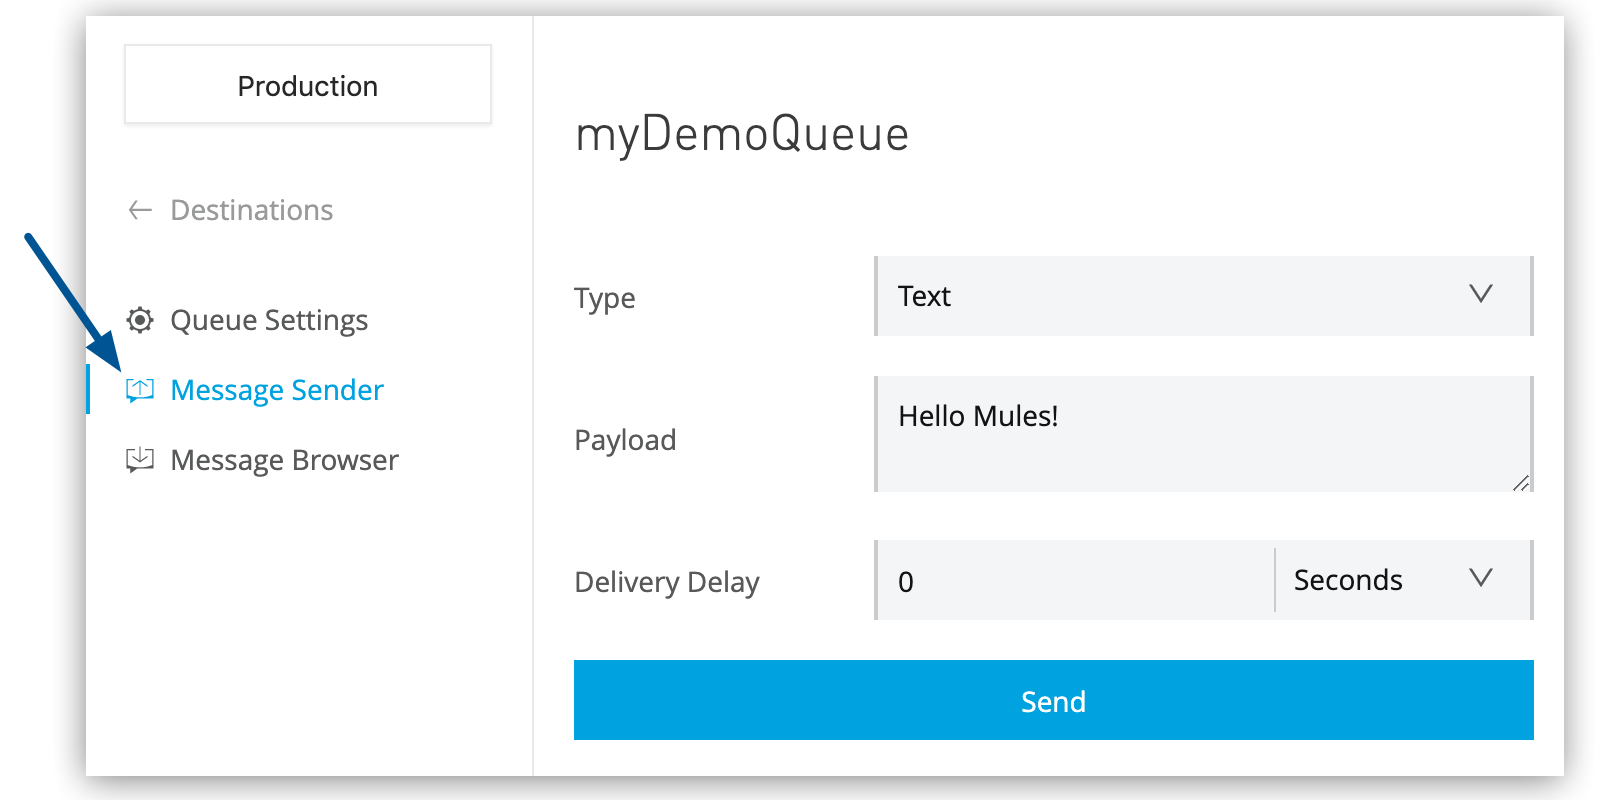 Production
Destinations
Queue Settings
Message Sender
Message Browser
myDemoQueue
Type
Text
Payload
Hello Mules!
Delivery Delay
0
Seconds
Send